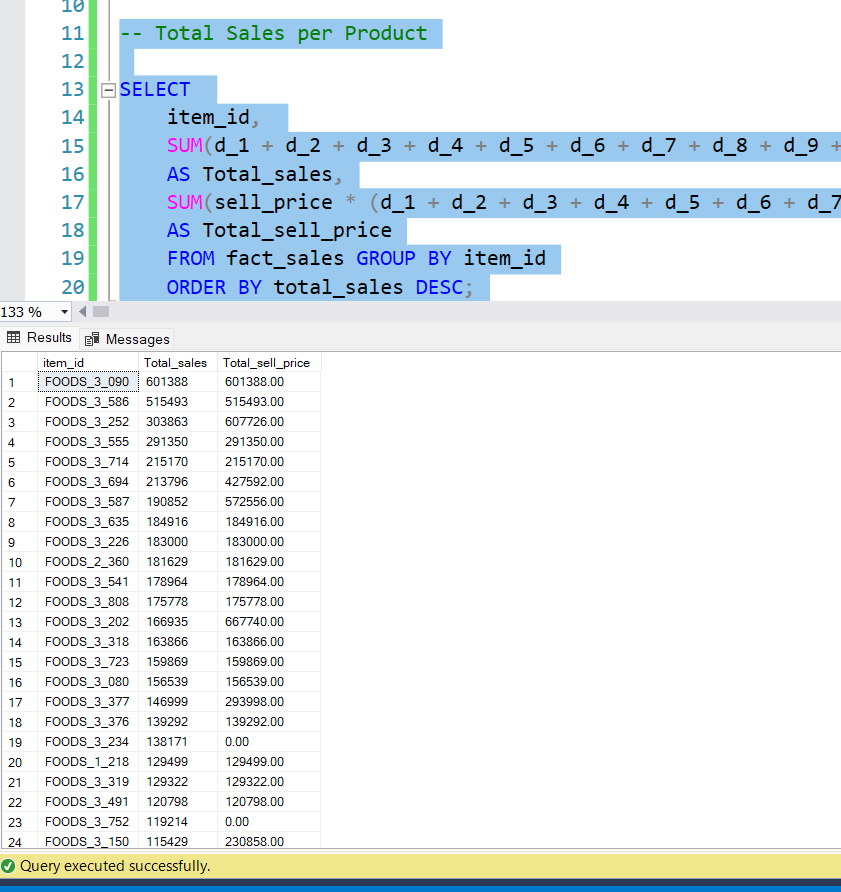 10
11 -- Total Sales per Product
12
13 SELECT
14 item_id,
15 SUM(d_1 + d_2 + d_3 + d_4 + d_5 + d_6 + d_7 + d_8 + d_9 +
16 AS Total_sales,
17 SUM(sell_price * (d_1 + d_2 + d_3 + d_4 + d_5 + d_6 + d_7
18 AS Total_sell_price
19 FROM fact_sales GROUP BY item_id
20 ORDER BY total_sales DESC;
133 %
Results Messages
item_id Total_sales Total_sell_price
1 FOODS_3_090 601388 601388.00
2 FOODS_3_586 515493 515493.00
3 FOODS_3_252 303863 607726.00
4 FOODS_3_555 291350 291350.00
5 FOODS_3_714 215170 215170.00
6 FOODS_3_694 213796 427592.00
7 FOODS_3_587 190852 572556.00
8 FOODS_3_635 184916 184916.00
9 FOODS_3_226 183000 183000.00
10 FOODS_2_360 181629 181629.00
11 FOODS_3_541 178964 178964.00
12 FOODS_3_808 175778 175778.00
13 FOODS_3_202 166935 667740.00
14 FOODS_3_318 163866 163866.00
15 FOODS_3_723 159869 159869.00
16 FOODS_3_080 156539 156539.00
17 FOODS_3_377 146999 293998.00
18 FOODS_3_376 139292 139292.00
19 FOODS_3_234 138171 0.00
20 FOODS_1_218 129499 129499.00
21 FOODS_3_319 129322 129322.00
22 FOODS_3_491 120798 120798.00
23 FOODS_3_752 119214 0.00
24 FOODS_3_150 115429 230858.00
Query executed successfully.